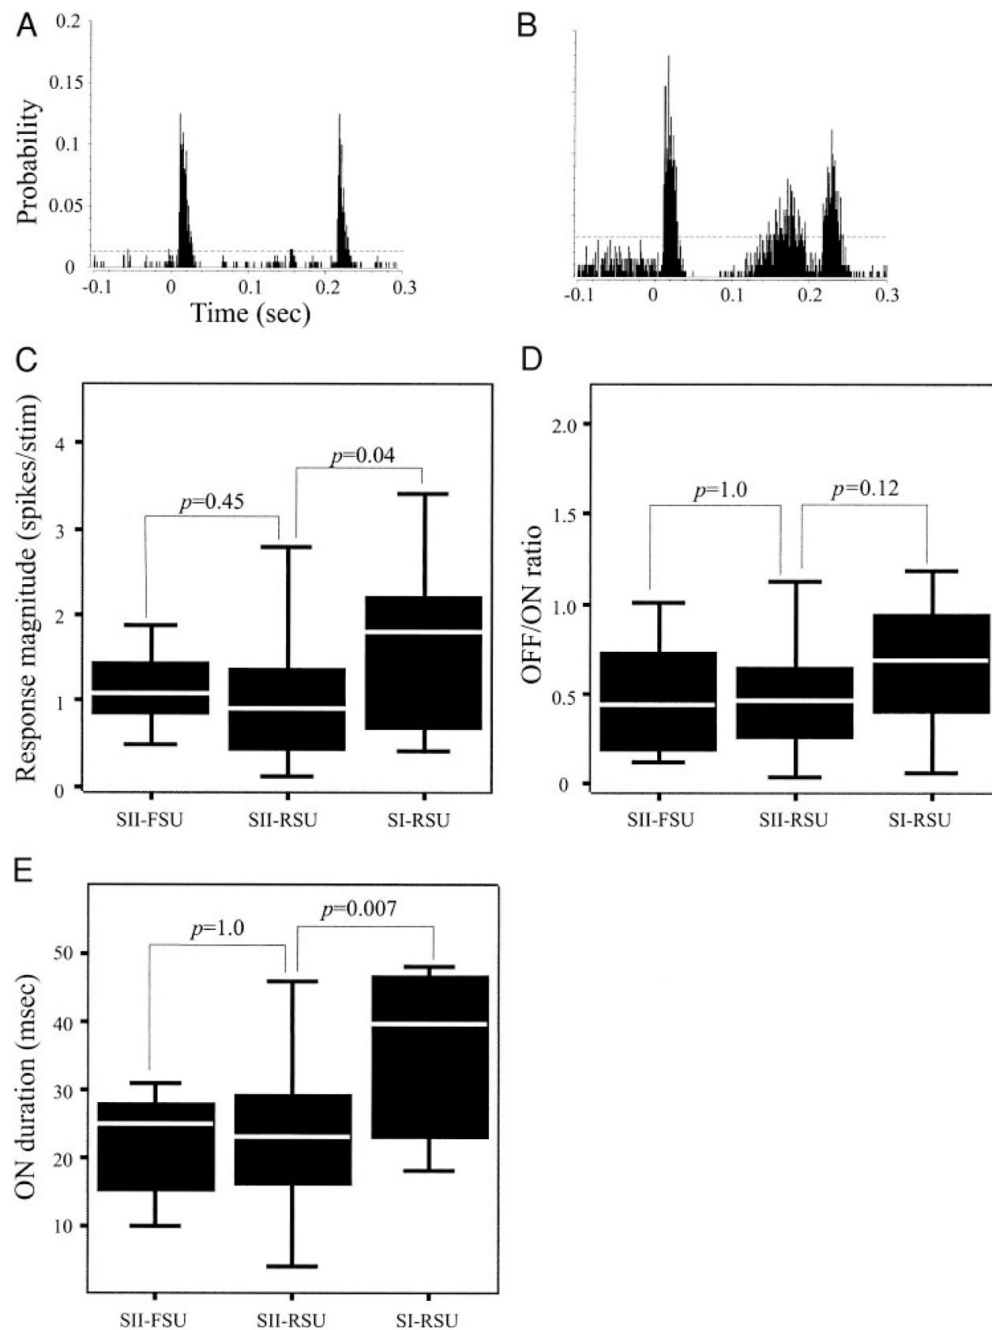 A
B
0.2
0.15
0.1
0.05
0
Probability
-0.1 0 0.1 0.2 0.3
Time (sec)
-0.1 0 0.1 0.2 0.3
C
Response magnitude (spikes/stim)
4
3
2
1
0
p=0.45
p=0.04
SII-FSU SII-RSU SI-RSU
D
OFF/ON ratio
2.0
1.5
1.0
0.5
0
p=1.0
p=0.12
SII-FSU SII-RSU SI-RSU
E
ON duration (msec)
50
40
30
20
10
p=1.0
p=0.007
SII-FSU SII-RSU SI-RSU